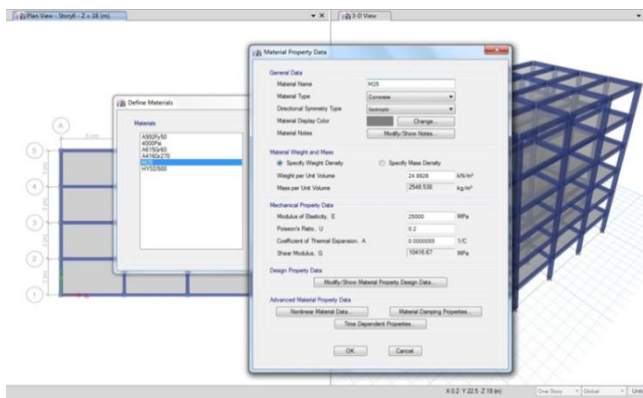 Plan View - Story6 - Z = 18 (m)
3-D View
Material Property Data
General Data
Material Name M25
Material Type Concrete
Directional Symmetry Type Isotropic
Material Display Color Change...
Material Notes Modify/Show Notes...
Material Weight and Mass
Specify Weight Density Specify Mass Density
Weight per Unit Volume 24.9926 kN/m³
Mass per Unit Volume 2548.538 kg/m³
Mechanical Property Data
Modulus of Elasticity, E 25000 MPa
Poisson's Ratio, U 0.2
Coefficient of Thermal Expansion, A 0.0000055 1/C
Shear Modulus, G 10416.67 MPa
Design Property Data
Modify/Show Material Property Design Data...
Advanced Material Property Data
Nonlinear Material Data... Material Damping Properties...
Time Dependent Properties...
OK Cancel
Define Materials
Materials
A992Fy50
4000Psi
A615Gr60
A416Gr270
M25
HYSD500
A
5
4
3
2
1
X 0.2 Y 22.5 Z 18 (m)
One Story
Global